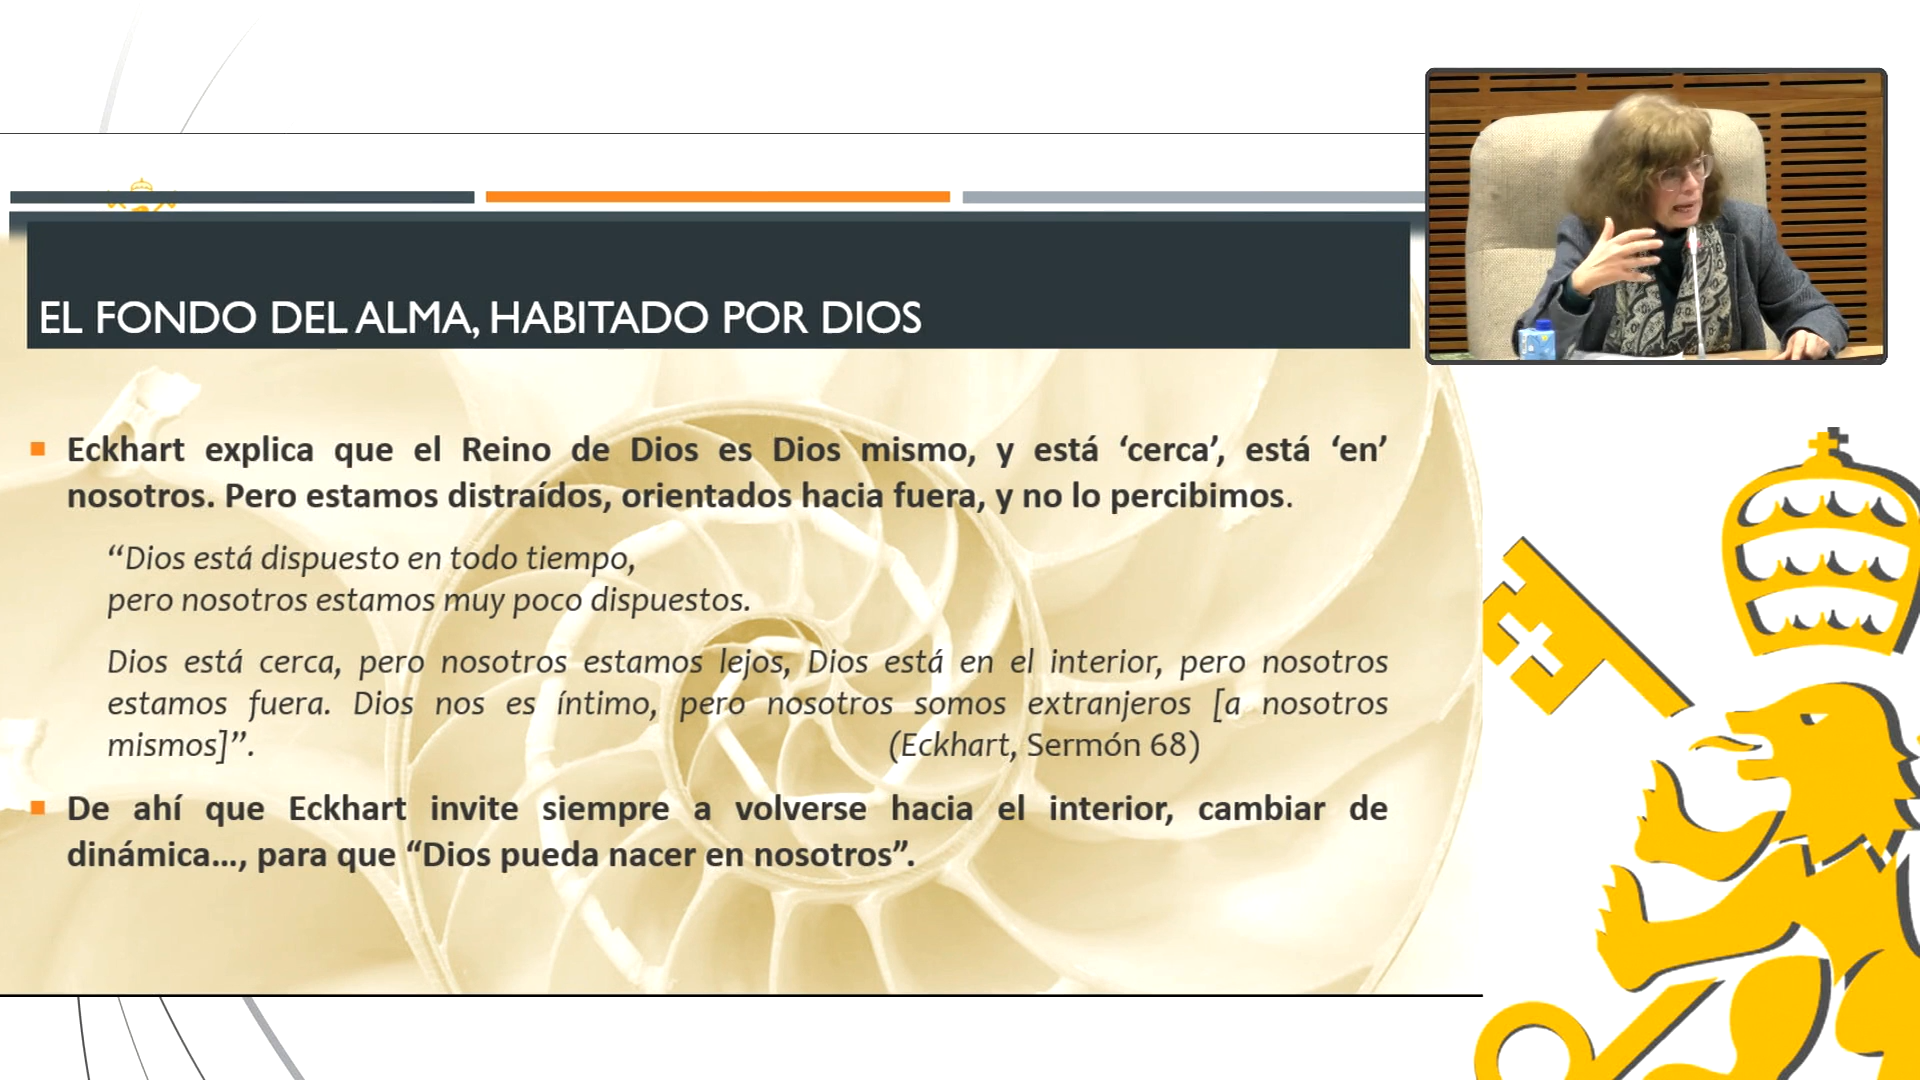 EL FONDO DEL ALMA, HABITADO POR DIOS
Eckhart explica que el Reino de Dios es Dios mismo, y está ‘cerca’, está ‘en’
nosotros. Pero estamos distraídos, orientados hacia fuera, y no lo percibimos.
“Dios está dispuesto en todo tiempo,
pero nosotros estamos muy poco dispuestos.
Dios está cerca, pero nosotros estamos lejos, Dios está en el interior, pero nosotros
estamos fuera. Dios nos es íntimo, pero nosotros somos extranjeros [a nosotros
mismos]”. (Eckhart, Sermón 68)
De ahí que Eckhart invite siempre a volverse hacia el interior, cambiar de
dinámica…, para que “Dios pueda nacer en nosotros”.